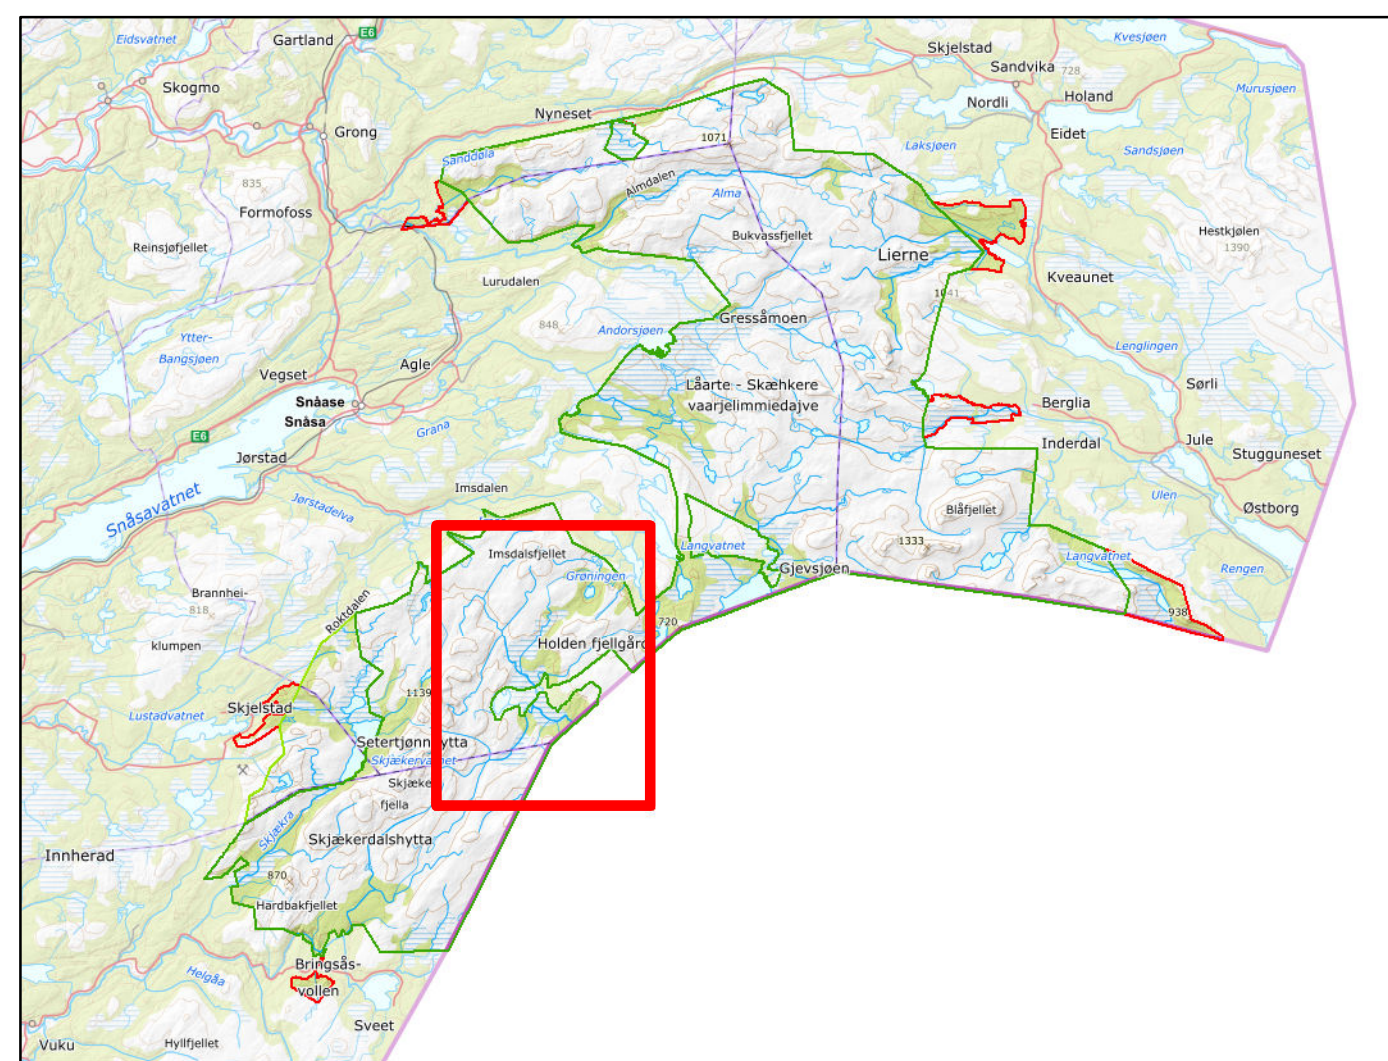 Eidsvatnet
Gartland
E6
Skjelstad
Kvesjøen
Sandvika
728
Skogmo
Nordli
Holand
Murusjøen
Nyneset
Grong
Eidet
1071
Laksjøen
Sandsjøen
Sanddøla
Almdalen
835
Alma
Formofoss
Hestkjølen
1390
Reinsjøfjellet
Bukvassfjellet
Lierne
Kveaunet
Lurudalen
1041
Gressåmoen
848
Andorsjøen
Ytter-
Bangsjøen
Lenglingen
Agle
Vegset
Låarte - Skæhkere
vaarjelimmiedajve
Sørli
Snåase
Snåsa
Berglia
Grana
E6
Inderdal
Jule
Stugguneset
Jørstad
Imsdalen
Snåsavatnet
Jørstadelva
Ulen
Østborg
Blåfjellet
Imsdalsfjellet
Langvatnet
1333
Langvatnet
Gjevsjøen
Rengen
Grøningen
Brannhei-
818
klumpen
Roktdalen
938
720
Holden fjellgård
1139
Skjelstad
Lustadvatnet
Setertjønnhytta
Skjækervatnet
Skjæker
fjella
Skjækra
Skjækerdalshytta
Innherad
870
Hardbakfjellet
Bringsås-
vollen
Helgåa
Sveet
Vuku
Hyllfjellet